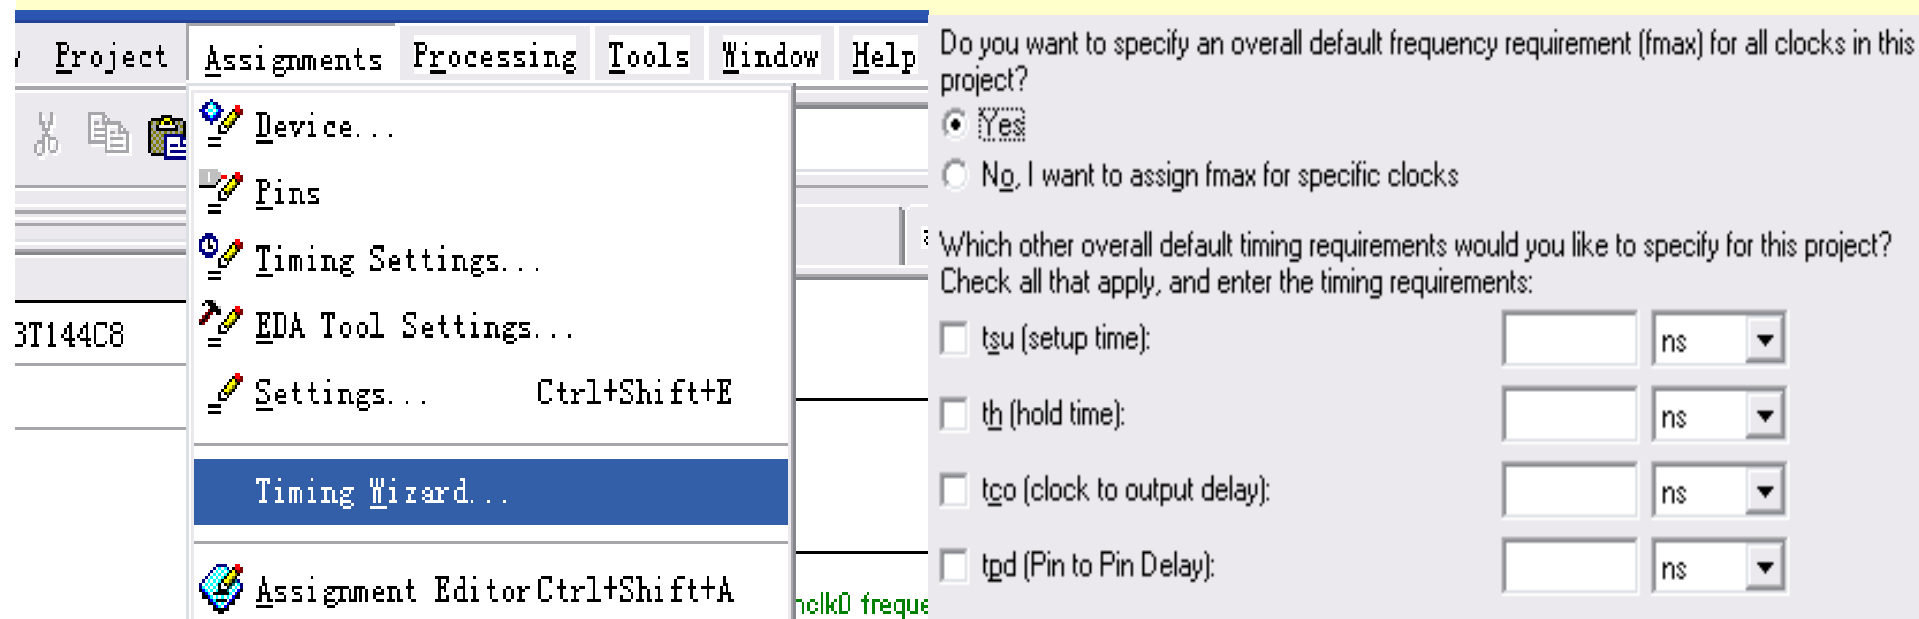 Project Assignments Processing Tools Window Help
Device...
Pins
Timing Settings...
EDA Tool Settings...
Settings... Ctrl+Shift+E
Timing Wizard...
Assignment Editor Ctrl+Shift+A
3T144C8
nclk0 freque
Do you want to specify an overall default frequency requirement (fmax) for all clocks in this
project?
Yes
No, I want to assign fmax for specific clocks
Which other overall default timing requirements would you like to specify for this project?
Check all that apply, and enter the timing requirements:
tsu (setup time): ns
th (hold time): ns
tco (clock to output delay): ns
tpd (Pin to Pin Delay): ns